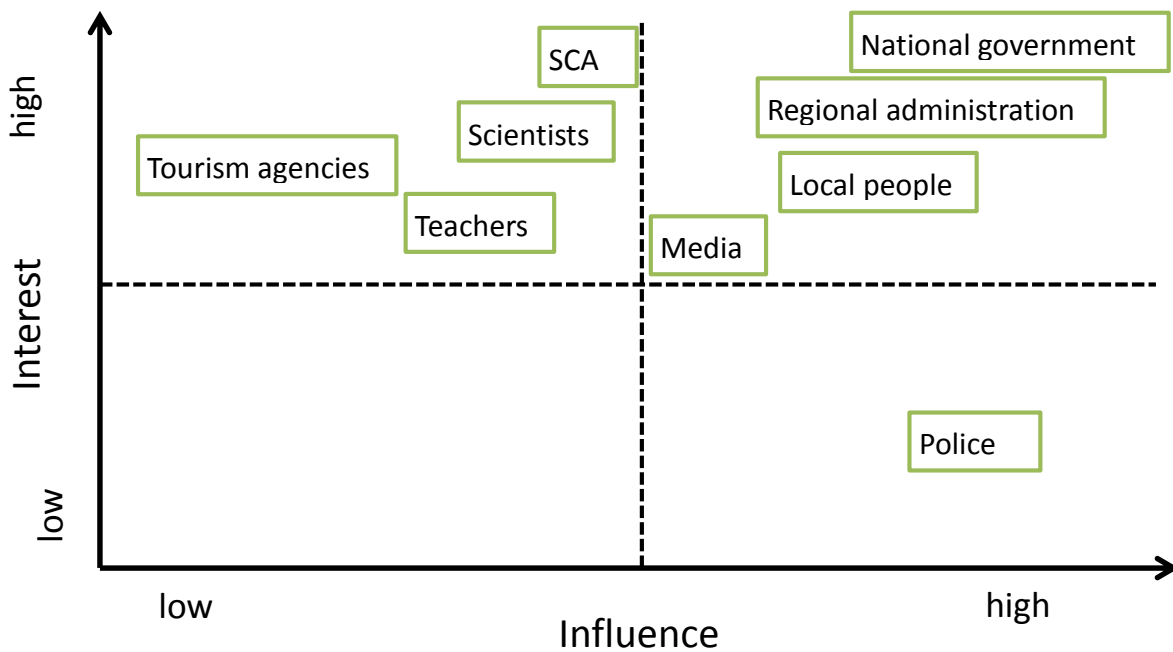 National government
SCA
Regional administration
high
Scientists
Tourism agencies
Local people
Teachers
Media
Interest
Police
low
low
high
Influence